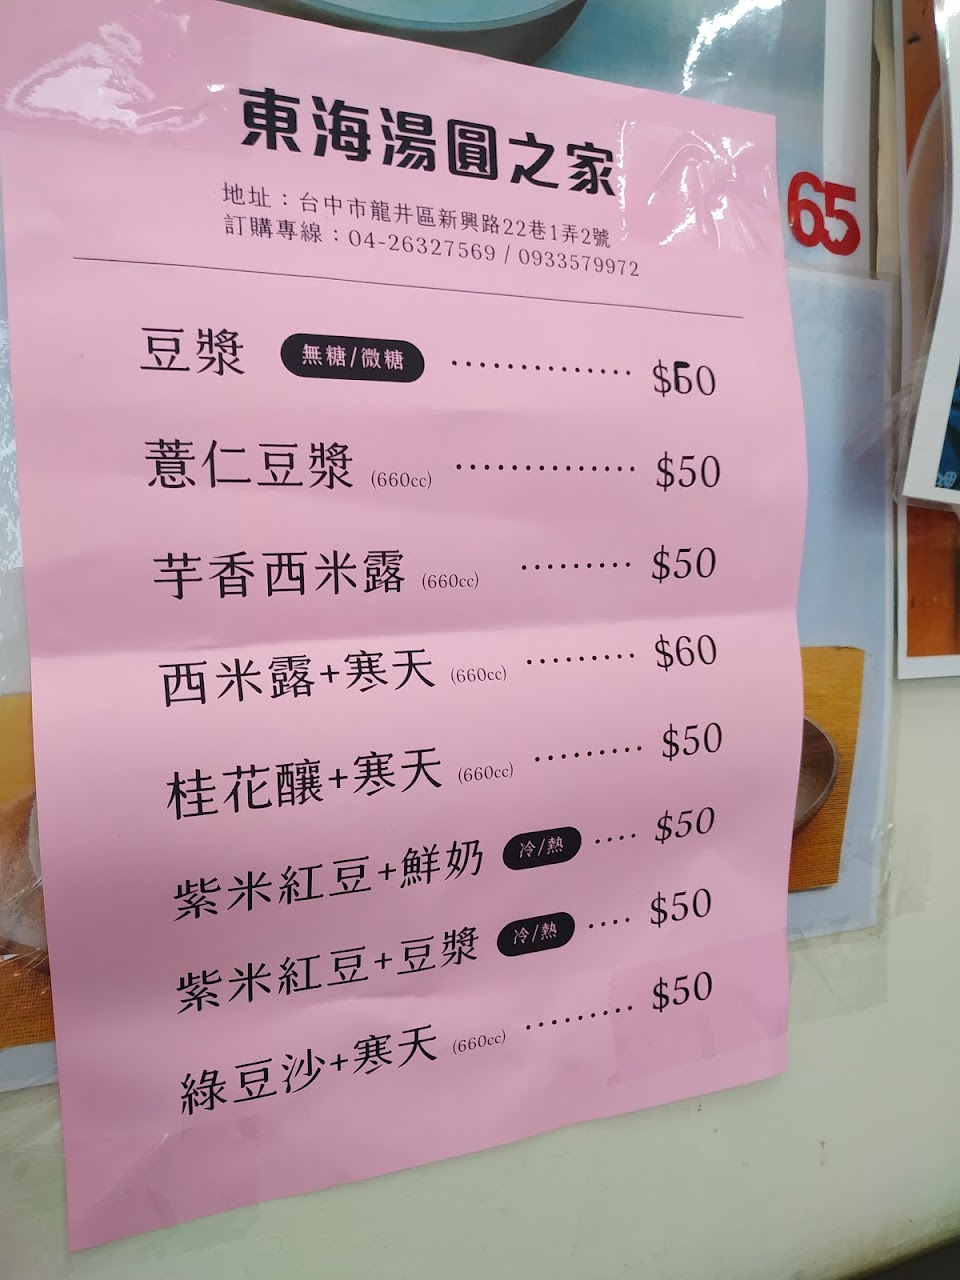 東海湯圓之家
地址：台中市龍井區新興路22巷1弄2號
訂購專線：04-26327569 / 0933579972
65
豆漿 無糖/微糖 ·············· $50
薏仁豆漿 (660cc) ·············· $50
芋香西米露 (660cc) ········· $50
西米露+寒天 (660cc) ········· $60
桂花釀+寒天 (660cc) ········· $50
紫米紅豆+鮮奶 冷/熱 ···· $50
紫米紅豆+豆漿 冷/熱 ···· $50
綠豆沙+寒天 (660cc) ········· $50